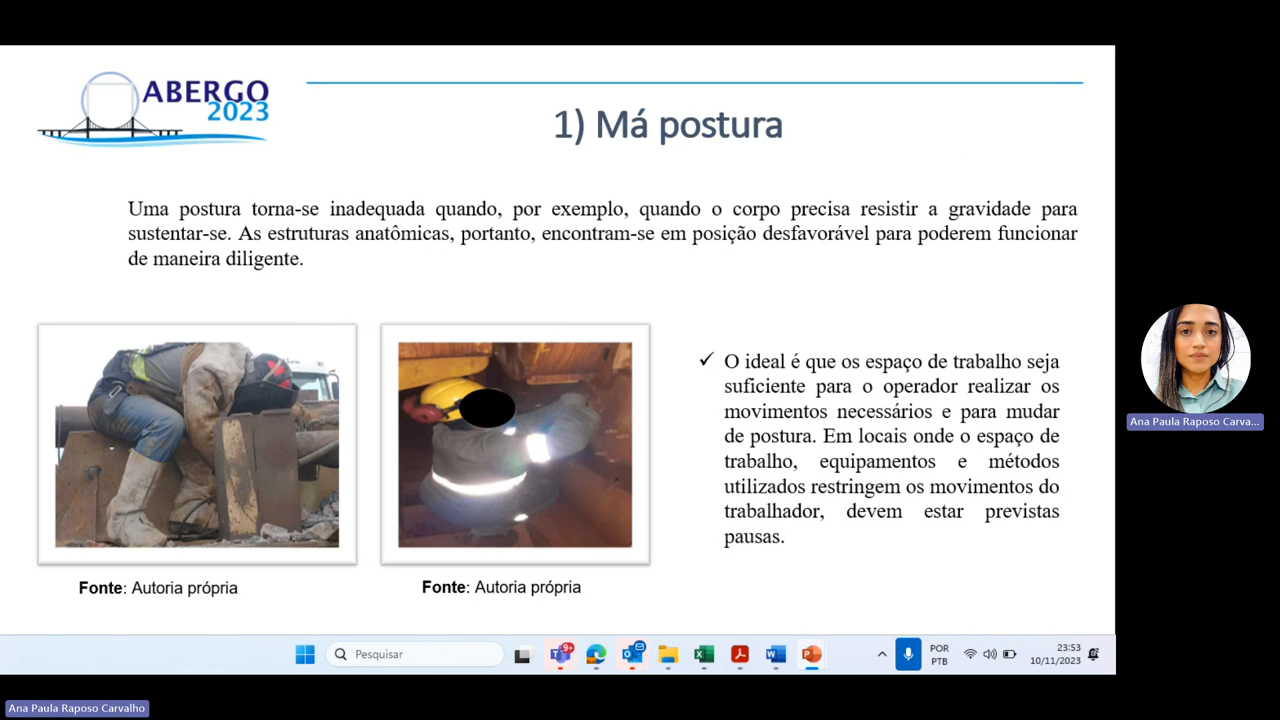 ABERGO
2023
1) Má postura
Uma postura torna-se inadequada quando, por exemplo, quando o corpo precisa resistir a gravidade para
sustentar-se. As estruturas anatômicas, portanto, encontram-se em posição desfavorável para poderem funcionar
de maneira diligente.
✓ O ideal é que os espaço de trabalho seja
suficiente para o operador realizar os
movimentos necessários e para mudar
de postura. Em locais onde o espaço de
trabalho, equipamentos e métodos
utilizados restringem os movimentos do
trabalhador, devem estar previstas
pausas.
Fonte: Autoria própria
Fonte: Autoria própria
Ana Paula Raposo Carva...
Pesquisar
9+
POR
PTB
23:53
10/11/2023
Ana Paula Raposo Carvalho